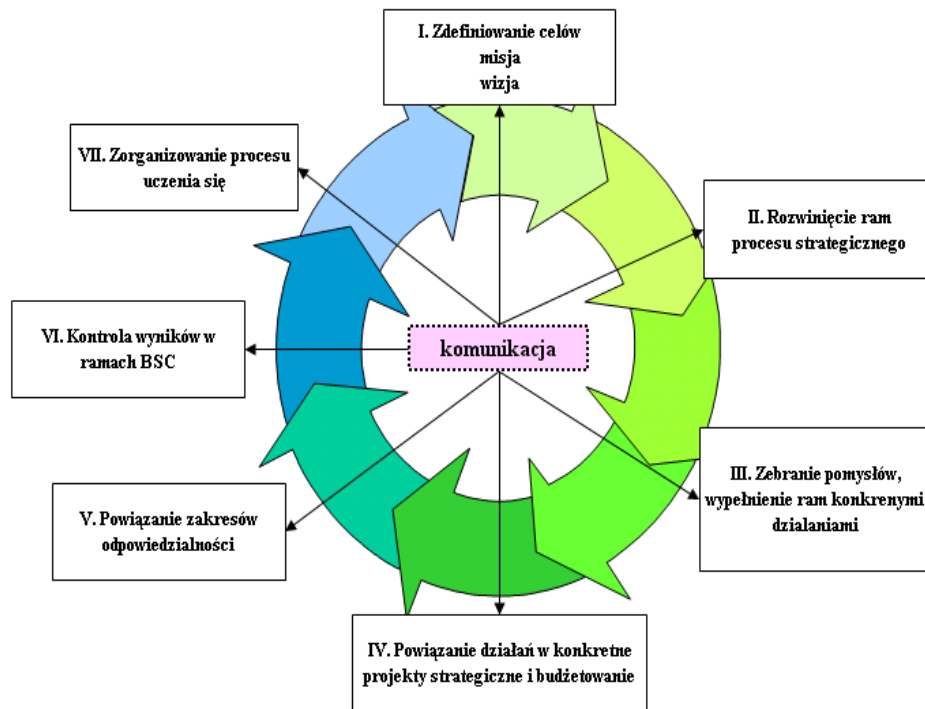 I. Zdefiniowanie celów
misja
wizja
II. Rozwinięcie ram
procesu strategicznego
III. Zebranie pomysłów,
wypełnienie ram konkrenymi
działaniami
IV. Powiązanie działań w konkretne
projekty strategiczne i budżetowanie
V. Powiązanie zakresów
odpowiedzialności
VI. Kontrola wyników w
ramach BSC
VII. Zorganizowanie procesu
uczenia się
komunikacja